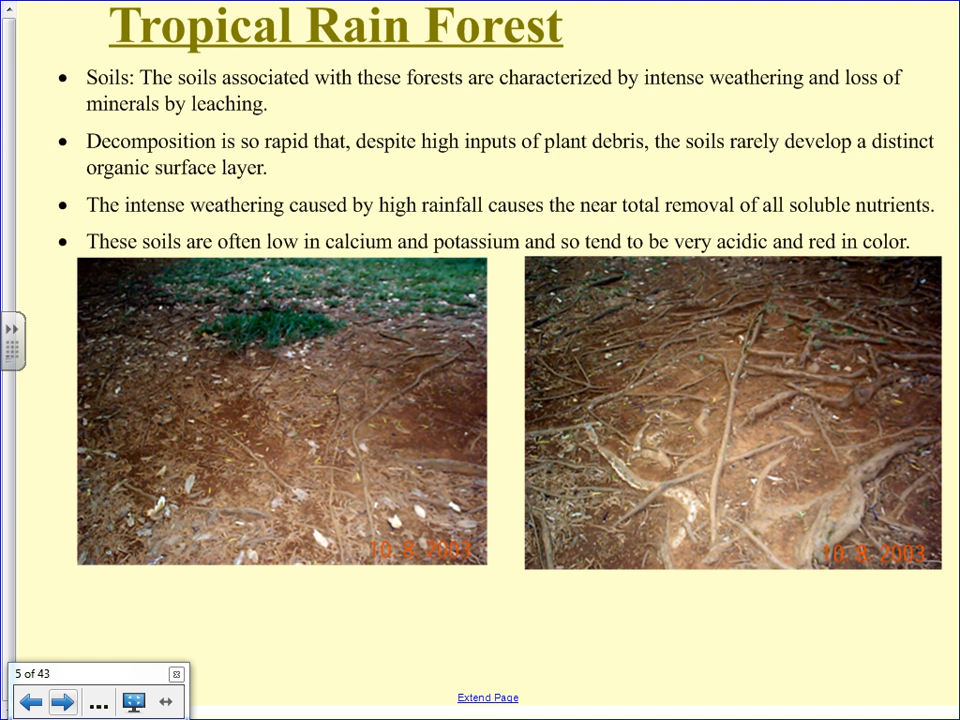 Tropical Rain Forest
• Soils: The soils associated with these forests are characterized by intense weathering and loss of
minerals by leaching.
• Decomposition is so rapid that, despite high inputs of plant debris, the soils rarely develop a distinct
organic surface layer.
• The intense weathering caused by high rainfall causes the near total removal of all soluble nutrients.
• These soils are often low in calcium and potassium and so tend to be very acidic and red in color.
10. 8. 2003
10. 8. 2003
5 of 43
Extend Page